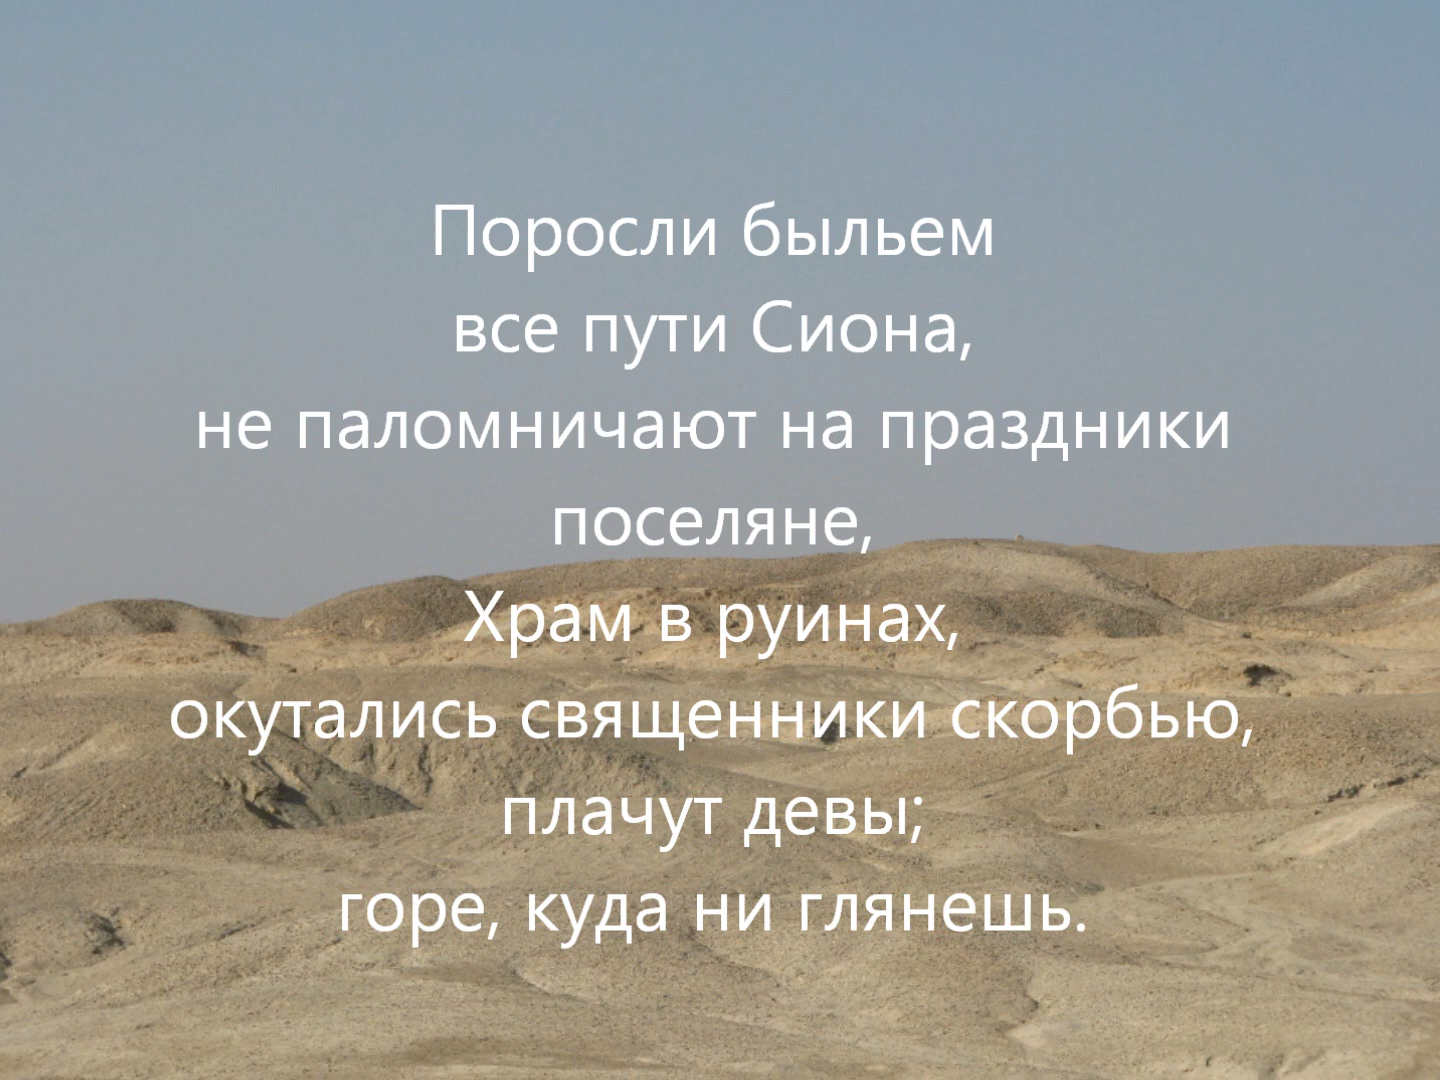 Поросли быльем
все пути Сиона,
не паломничают на праздники
поселяне,
Храм в руинах,
окутались священники скорбью,
плачут девы;
горе, куда ни глянешь.